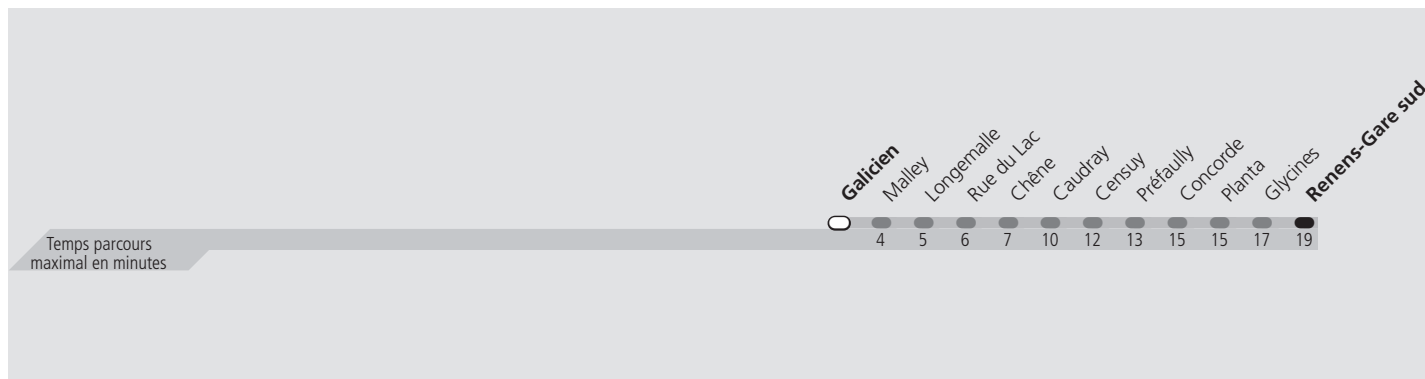 Galicien
Malley
Longemalle
Rue du Lac
Chêne
Caudray
Censuy
Préfaully
Concorde
Planta
Glycines
Renens-Gare sud
4 5 6 7 10 12 13 15 15 17 19
Temps parcours
maximal en minutes